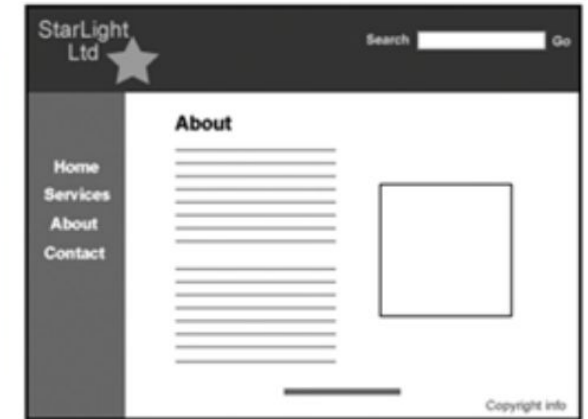 StarLight
Ltd
Search
Go
About
Home
Services
About
Contact
Copyright info